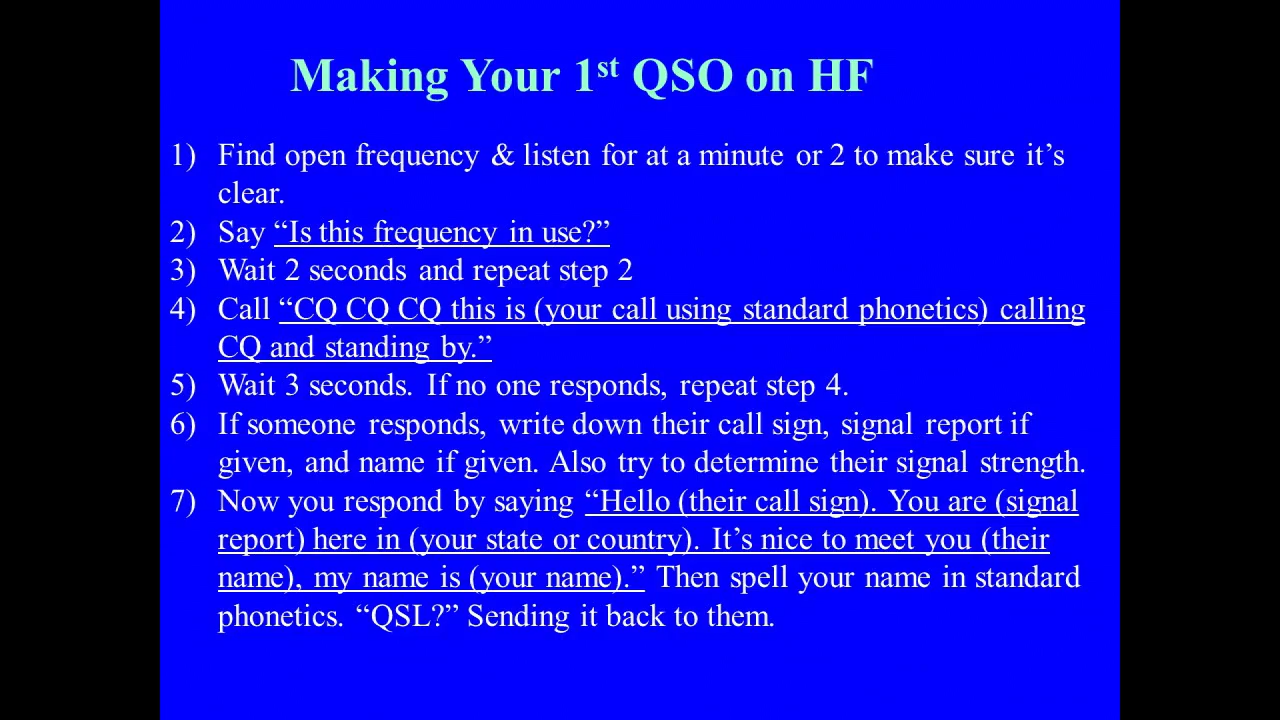 Making Your 1st QSO on HF
1) Find open frequency & listen for at a minute or 2 to make sure it’s
clear.
2) Say “Is this frequency in use?”
3) Wait 2 seconds and repeat step 2
4) Call “CQ CQ CQ this is (your call using standard phonetics) calling
CQ and standing by.”
5) Wait 3 seconds. If no one responds, repeat step 4.
6) If someone responds, write down their call sign, signal report if
given, and name if given. Also try to determine their signal strength.
7) Now you respond by saying “Hello (their call sign). You are (signal
report) here in (your state or country). It’s nice to meet you (their
name), my name is (your name).” Then spell your name in standard
phonetics. “QSL?” Sending it back to them.